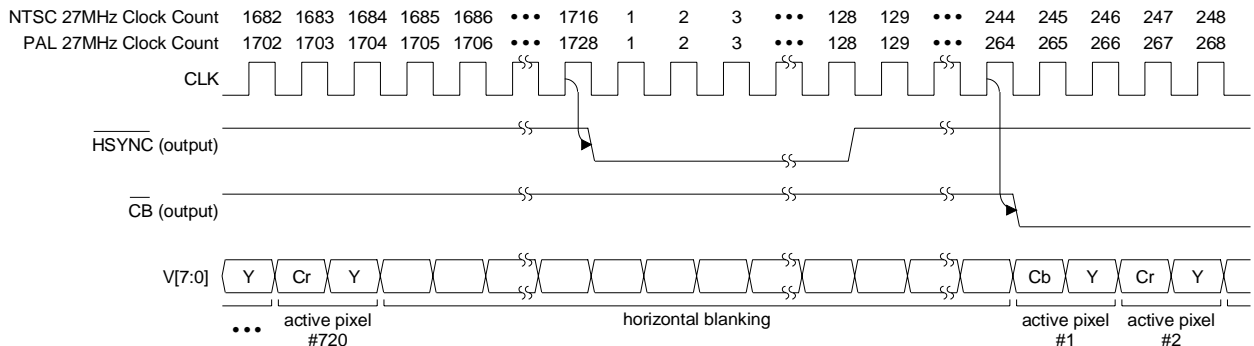 NTSC 27MHz Clock Count 1682 1683 1684 1685 1686 ••• 1716 1 2 3 ••• 128 129 ••• 244 245 246 247 248
PAL 27MHz Clock Count 1702 1703 1704 1705 1706 ••• 1728 1 2 3 ••• 128 129 ••• 264 265 266 267 268
CLK
HSYNC (output)
CB (output)
V[7:0] Y Cr Y Cb Y Cr Y
••• active pixel horizontal blanking active pixel active pixel
#720 #1 #2